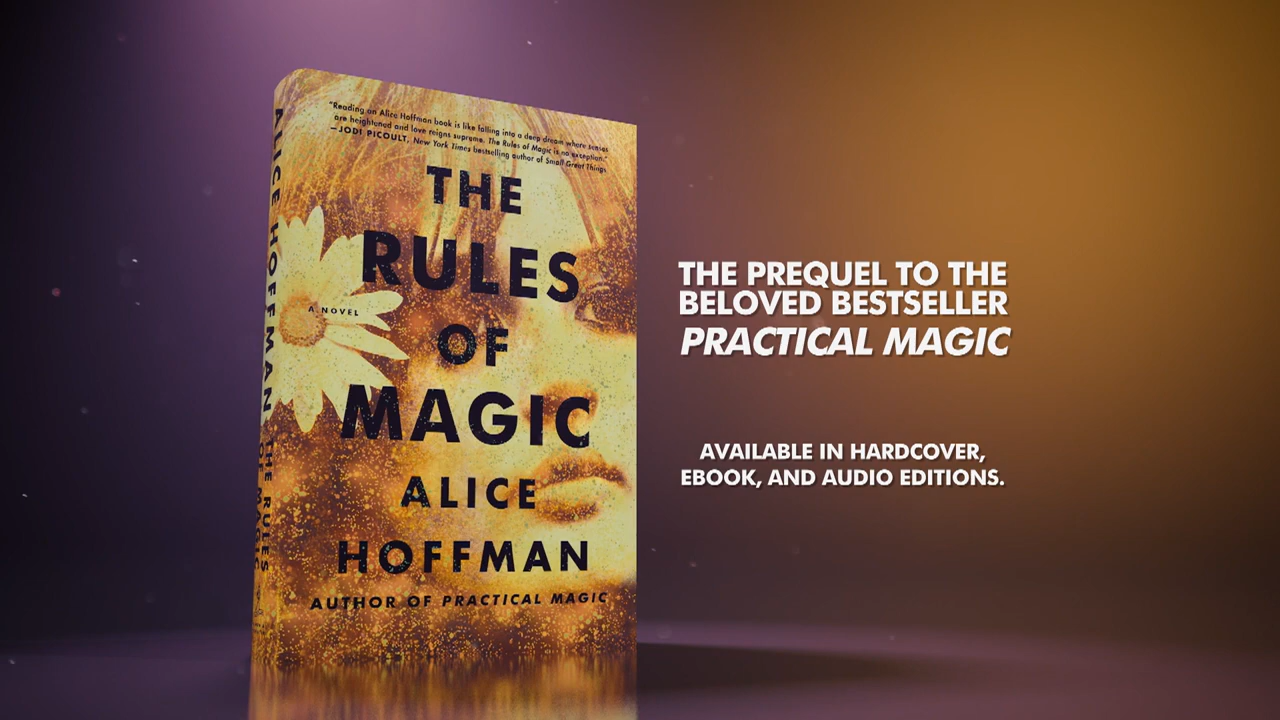 "Reading an Alice Hoffman book is like falling into a deep dream where senses
are heightened and love reigns supreme. The Rules of Magic is no exception."
—JODI PICOULT, New York Times bestselling author of Small Great Things
THE
RULES
A NOVEL
OF
MAGIC
ALICE
HOFFMAN
AUTHOR OF PRACTICAL MAGIC
ALICE HOFFMAN
THE RULES
OF MAGIC
THE PREQUEL TO THE
BELOVED BESTSELLER
PRACTICAL MAGIC
AVAILABLE IN HARDCOVER,
EBOOK, AND AUDIO EDITIONS.